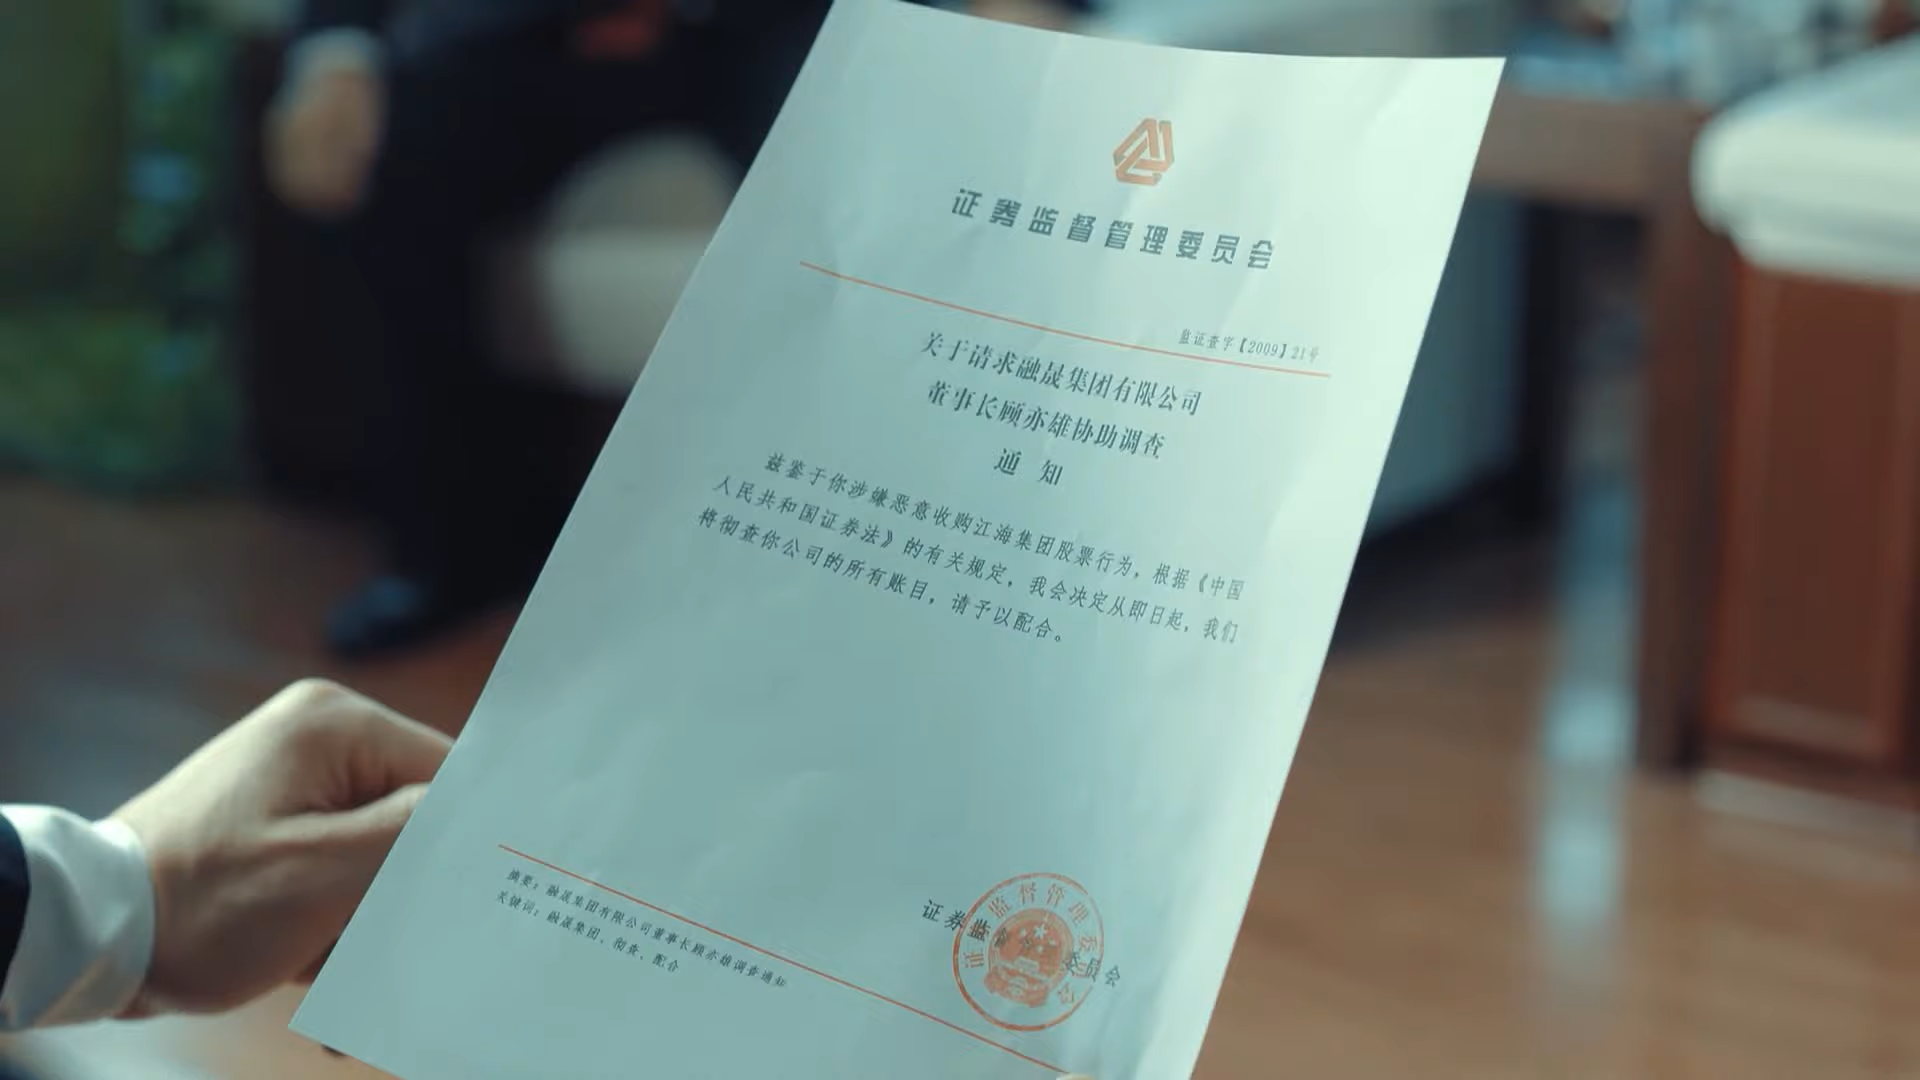 证券监督管理委员会
监证查字【2009】21号
关于请求融晟集团有限公司
董事长顾亦雄协助调查
通 知
兹鉴于你涉嫌恶意收购江海集团股票行为，根据《中国
人民共和国证券法》的有关规定，我会决定从即日起，我们
将彻查你公司的所有账目，请予以配合。
证券监督 委员会
证 监督管理委员会
摘要：融晟集团有限公司董事长顾亦雄调查通知
关键词：融晟集团、彻查、配合